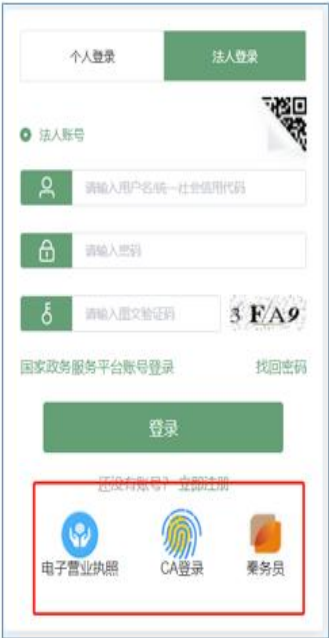 个人登录
法人登录
法人账号
请输入用户名/统一社会信用代码
请输入密码
请输入图文验证码
3 FA9
国家政务服务平台账号登录
找回密码
登录
还没有账号？ 立即注册
电子营业执照
CA登录
秦务员